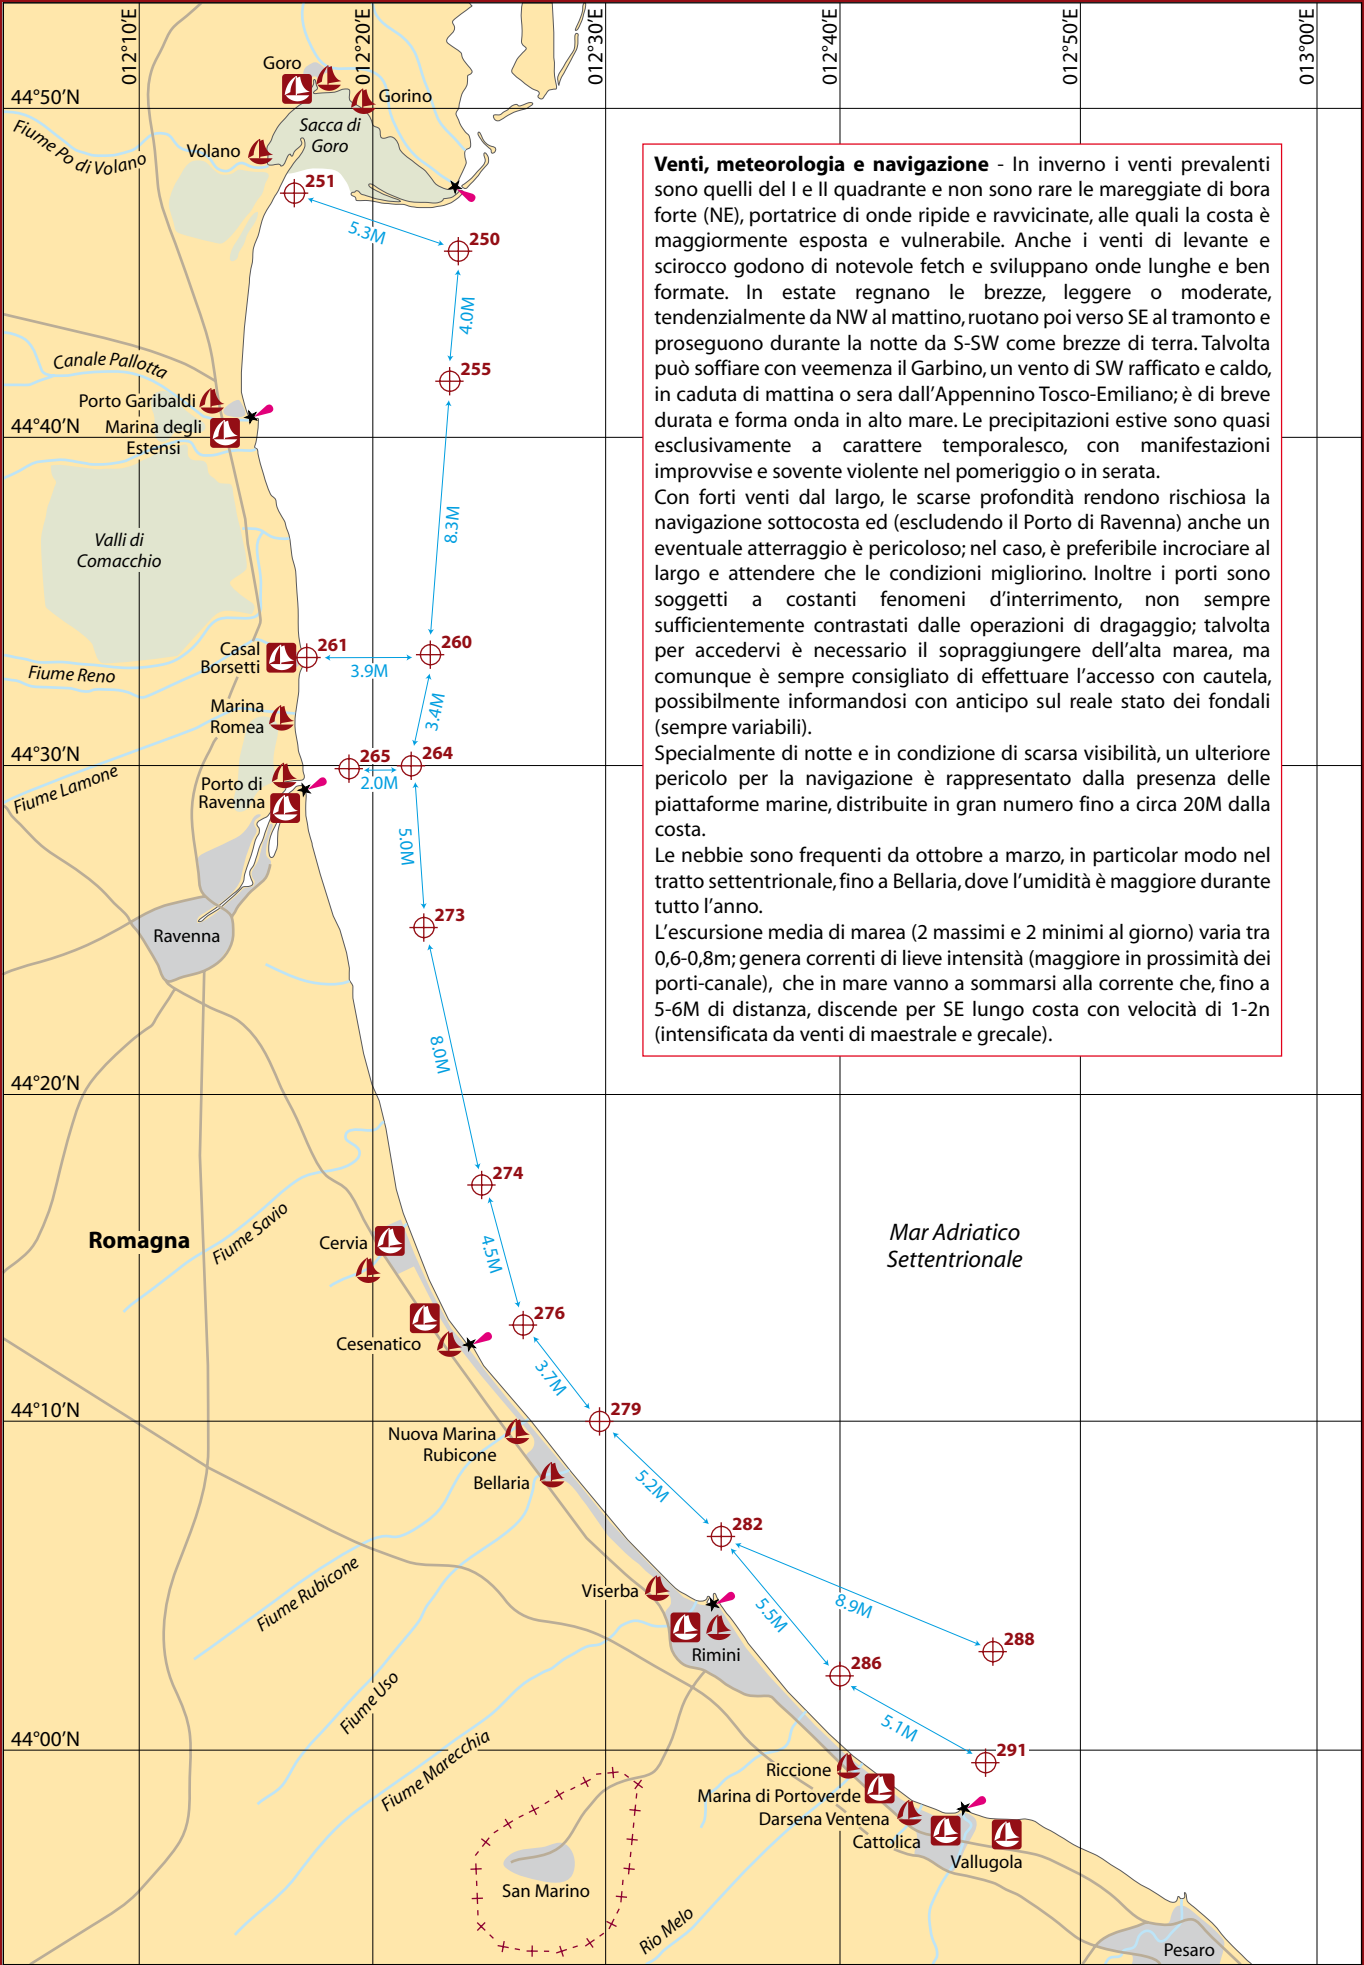 012°10'E
012°20'E
012°30'E
012°40'E
012°50'E
013°00'E
Goro
44°50'N
Gorino
Fiume Po di Volano
Sacca di
Goro
Volano
251
5.3M
250
4.0M
255
Canale Pallotta
Porto Garibaldi
Marina degli
Estensi
44°40'N
8.3M
Valli di
Comacchio
Casal
Borsetti
261
260
3.9M
Fiume Reno
Marina
Romea
3.4M
44°30'N
265
264
2.0M
Fiume Lamone
Porto di
Ravenna
5.0M
273
Ravenna
8.0M
44°20'N
274
Romagna
Fiume Savio
Cervia
4.5M
276
Cesenatico
3.7M
44°10'N
279
Nuova Marina
Rubicone
Bellaria
5.2M
282
Fiume Rubicone
Viserba
5.5M
8.9M
Rimini
288
286
Fiume Uso
5.1M
44°00'N
291
Fiume Marecchia
Riccione
Marina di Portoverde
Darsena Ventena
Cattolica
Vallugola
San Marino
Rio Melo
Pesaro
Mar Adriatico
Settentrionale
Venti, meteorologia e navigazione - In inverno i venti prevalenti
sono quelli del I e II quadrante e non sono rare le mareggiate di bora
forte (NE), portatrice di onde ripide e ravvicinate, alle quali la costa è
maggiormente esposta e vulnerabile. Anche i venti di levante e
scirocco godono di notevole fetch e sviluppano onde lunghe e ben
formate. In estate regnano le brezze, leggere o moderate,
tendenzialmente da NW al mattino, ruotano poi verso SE al tramonto e
proseguono durante la notte da S-SW come brezze di terra. Talvolta
può soffiare con veemenza il Garbino, un vento di SW rafficato e caldo,
in caduta di mattina o sera dall'Appennino Tosco-Emiliano; è di breve
durata e forma onda in alto mare. Le precipitazioni estive sono quasi
esclusivamente a carattere temporalesco, con manifestazioni
improvvise e sovente violente nel pomeriggio o in serata.
Con forti venti dal largo, le scarse profondità rendono rischiosa la
navigazione sottocosta ed (escludendo il Porto di Ravenna) anche un
eventuale atterraggio è pericoloso; nel caso, è preferibile incrociare al
largo e attendere che le condizioni migliorino. Inoltre i porti sono
soggetti a costanti fenomeni d'interrimento, non sempre
sufficientemente contrastati dalle operazioni di dragaggio; talvolta
per accedervi è necessario il sopraggiungere dell'alta marea, ma
comunque è sempre consigliato di effettuare l'accesso con cautela,
possibilmente informandosi con anticipo sul reale stato dei fondali
(sempre variabili).
Specialmente di notte e in condizione di scarsa visibilità, un ulteriore
pericolo per la navigazione è rappresentato dalla presenza delle
piattaforme marine, distribuite in gran numero fino a circa 20M dalla
costa.
Le nebbie sono frequenti da ottobre a marzo, in particolar modo nel
tratto settentrionale, fino a Bellaria, dove l'umidità è maggiore durante
tutto l'anno.
L'escursione media di marea (2 massimi e 2 minimi al giorno) varia tra
0,6-0,8m; genera correnti di lieve intensità (maggiore in prossimità dei
porti-canale), che in mare vanno a sommarsi alla corrente che, fino a
5-6M di distanza, discende per SE lungo costa con velocità di 1-2n
(intensificata da venti di maestrale e grecale).